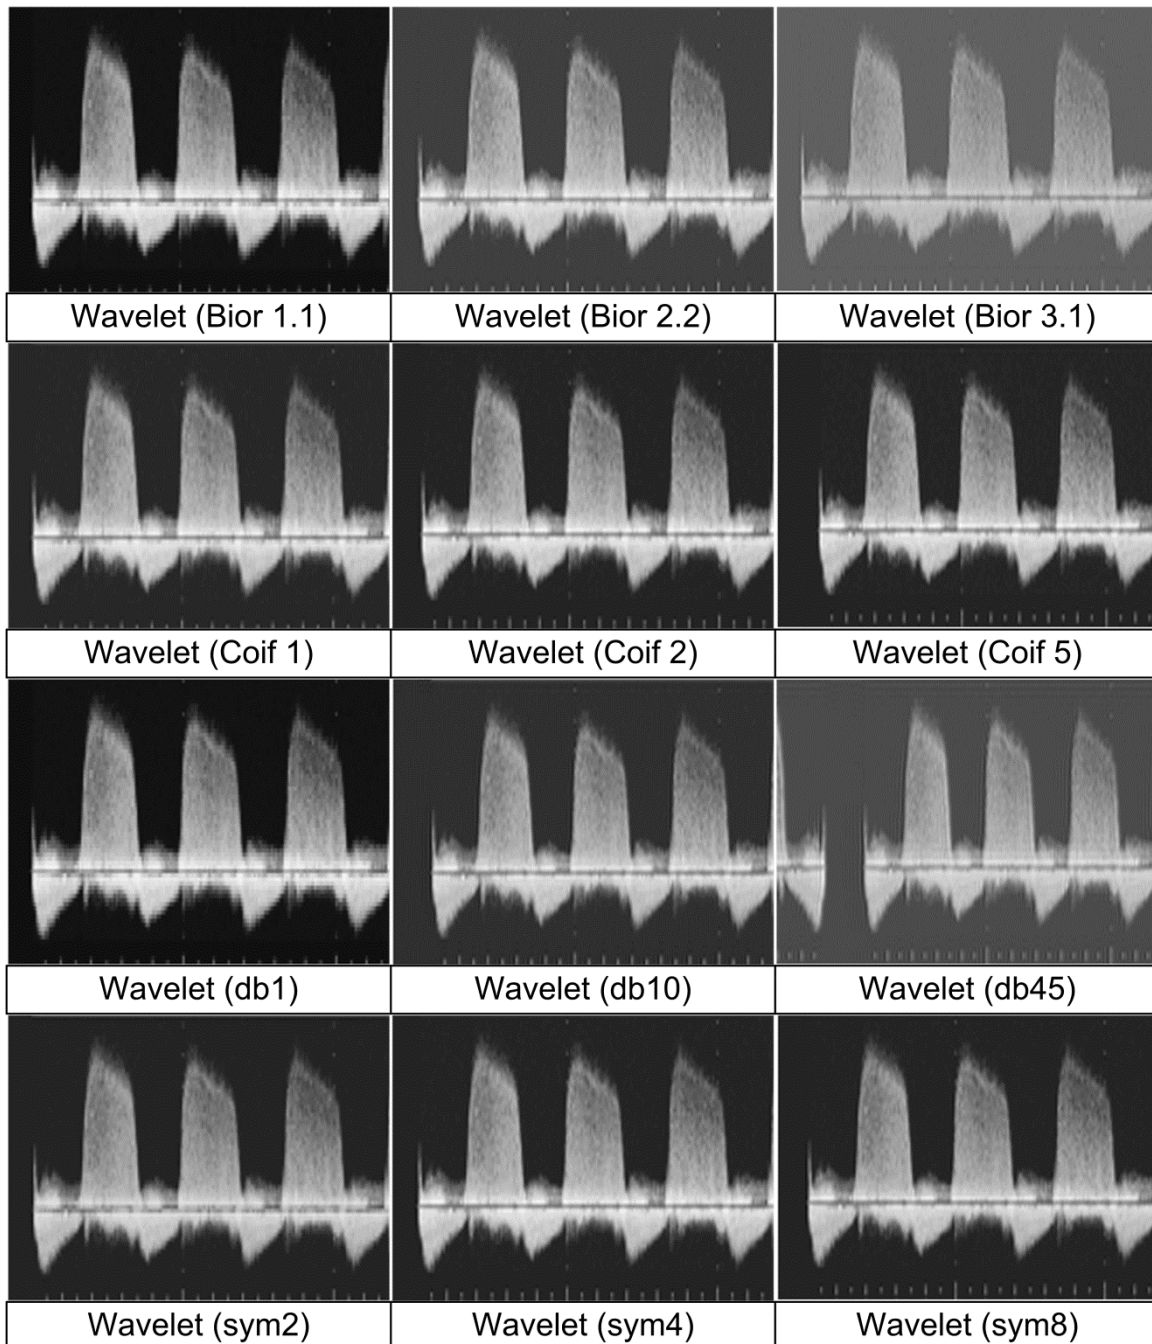 Wavelet (Bior 1.1)
Wavelet (Bior 2.2)
Wavelet (Bior 3.1)
Wavelet (Coif 1)
Wavelet (Coif 2)
Wavelet (Coif 5)
Wavelet (db1)
Wavelet (db10)
Wavelet (db45)
Wavelet (sym2)
Wavelet (sym4)
Wavelet (sym8)